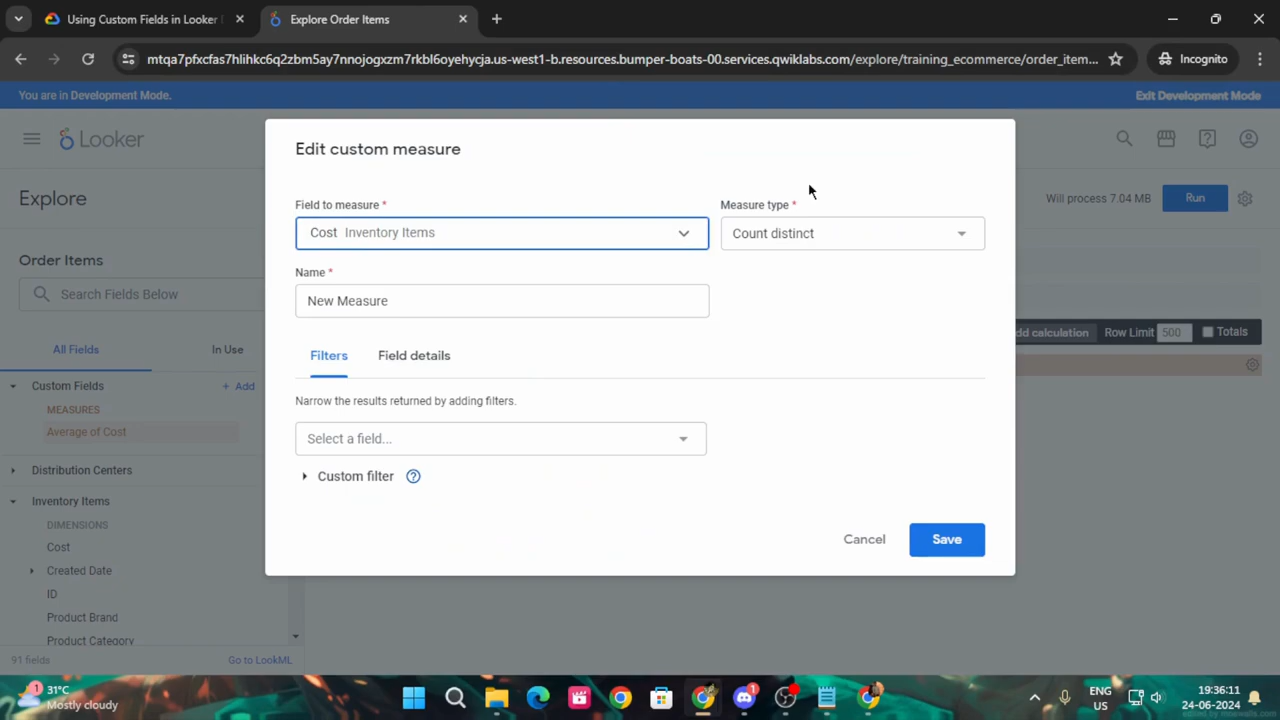 Using Custom Fields in Looker
Explore Order Items
mtqa7pfxcfas7hlihkc6q2zbm5ay7nnojogxzm7rkbl6oyehycja.us-west1-b.resources.bumper-boats-00.services.qwiklabs.com/explore/training_ecommerce/order_item...
Incognito
You are in Development Mode.
Exit Development Mode
Looker
Explore
Will process 7.04 MB
Run
Edit custom measure
Field to measure *
Measure type *
Cost Inventory Items
Count distinct
Name *
New Measure
Filters
Field details
Narrow the results returned by adding filters.
Select a field...
Custom filter
Cancel
Save
Order Items
Search Fields Below
All Fields
In Use
Custom Fields
+ Add
MEASURES
Average of Cost
Distribution Centers
Inventory Items
DIMENSIONS
Cost
Created Date
ID
Product Brand
Product Category
91 fields
Go to LookML
dd calculation
Row Limit
500
Totals
1
31°C
Mostly cloudy
1
ENG
US
19:36:11
24-06-2024